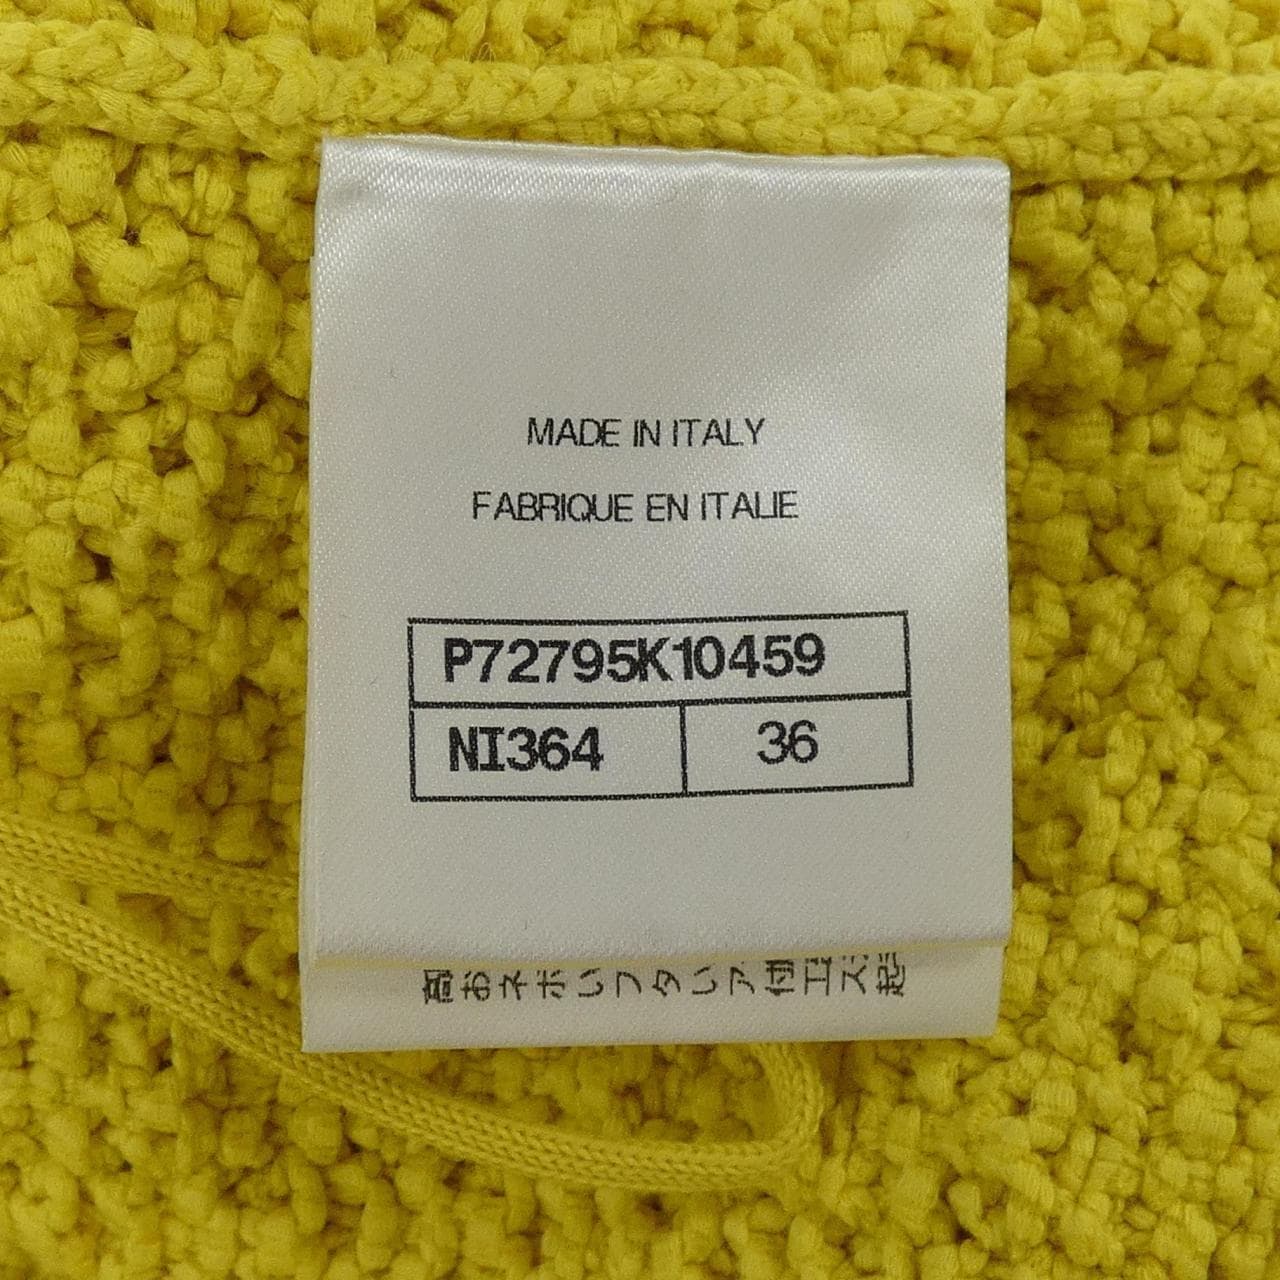 MADE IN ITALY
FABRIQUE EN ITALIE
P72795K10459
NI364
36